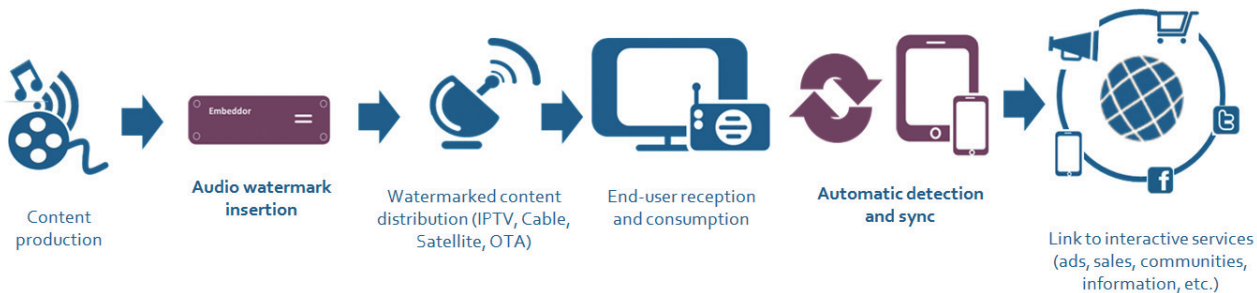 Embeddor
Content
production
Audio watermark
insertion
Watermarked content
distribution (IPTV, Cable,
Satellite, OTA)
End-user reception
and consumption
Automatic detection
and sync
Link to interactive services
(ads, sales, communities,
information, etc.)